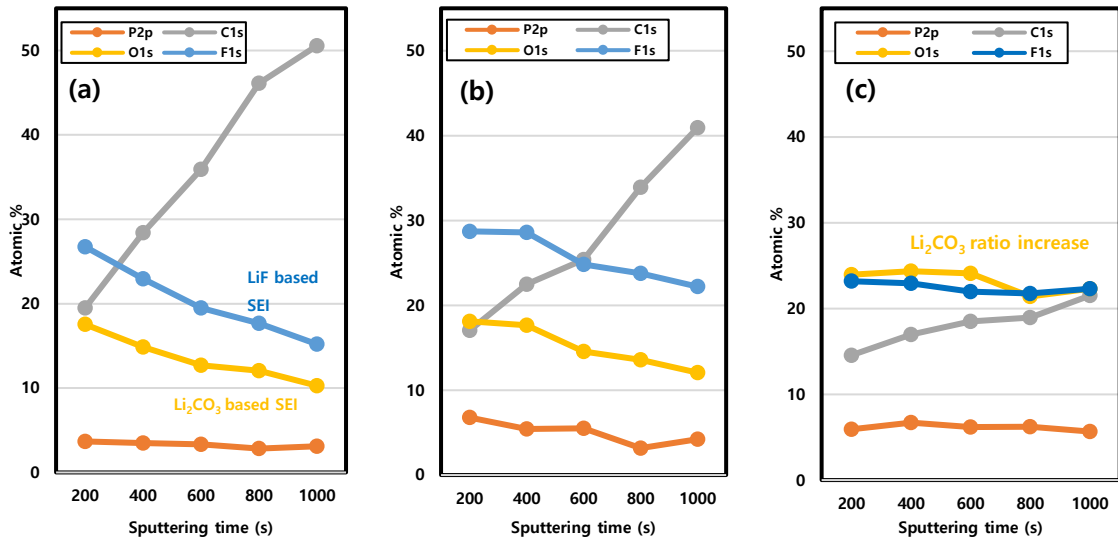 P2p C1s
O1s F1s
(a)
50
40
30
20
10
0
Atomic %
LiF based
SEI
Li₂CO₃ based SEI
200 400 600 800 1000
Sputtering time (s)
P2p C1s
O1s F1s
(b)
50
40
30
20
10
0
Atomic %
200 400 600 800 1000
Sputtering time (s)
P2p C1s
O1s F1s
(c)
50
40
30
20
10
0
Atomic %
Li₂CO₃ ratio increase
200 400 600 800 1000
Sputtering time (s)